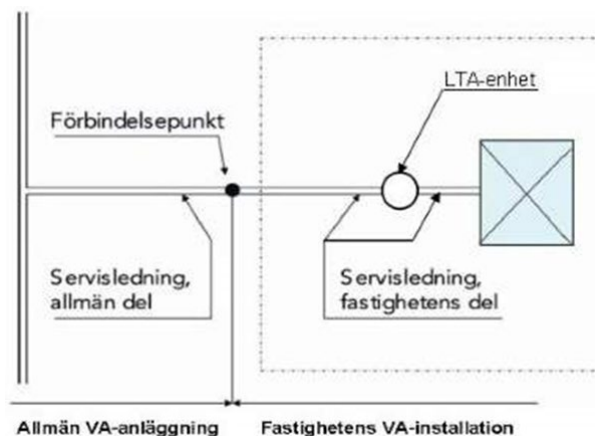 LTA-enhet
Förbindelsepunkt
Servisledning,
allmän del
Servisledning,
fastighetens del
Allmän VA-anläggning
Fastighetens VA-installation